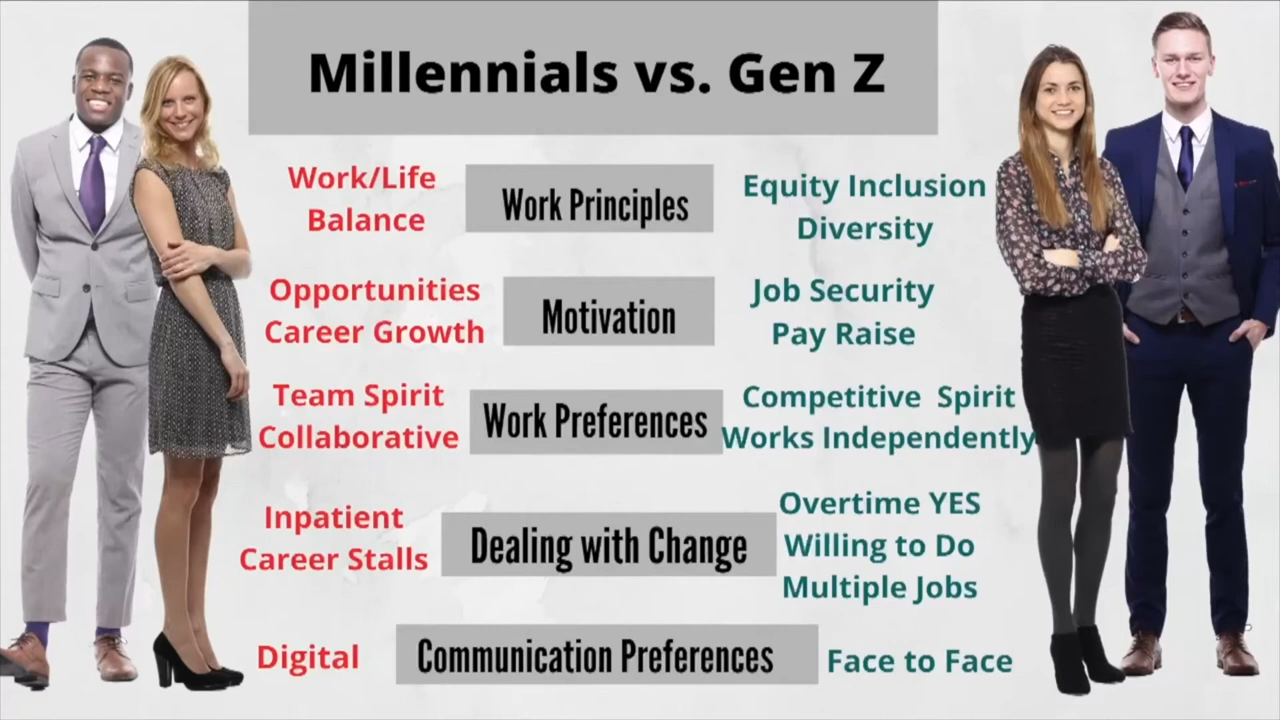 Millennials vs. Gen Z
Work/Life
Balance
Work Principles
Equity Inclusion
Diversity
Opportunities
Career Growth
Motivation
Job Security
Pay Raise
Team Spirit
Collaborative
Work Preferences
Competitive Spirit
Works Independently
Inpatient
Career Stalls
Dealing with Change
Overtime YES
Willing to Do
Multiple Jobs
Digital
Communication Preferences
Face to Face